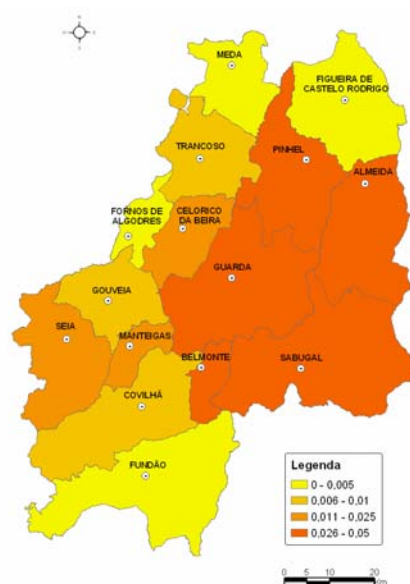 MEDA
FIGUEIRA DE
CASTELO RODRIGO
TRANCOSO
PINHEL
ALMEIDA
FORNOS DE
ALGODRES
CELORICO
DA BEIRA
GUARDA
GOUVEIA
SEIA
MANTEIGAS
BELMONTE
SABUGAL
COVILHÃ
FUNDÃO
Legenda
0 - 0,005
0,006 - 0,01
0,011 - 0,025
0,026 - 0,05
0 5 10 20